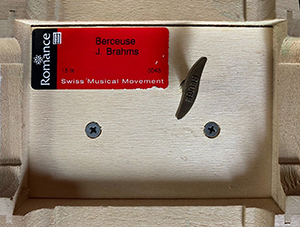 Romance
Berceuse
J. Brahms
Swiss Musical Movement